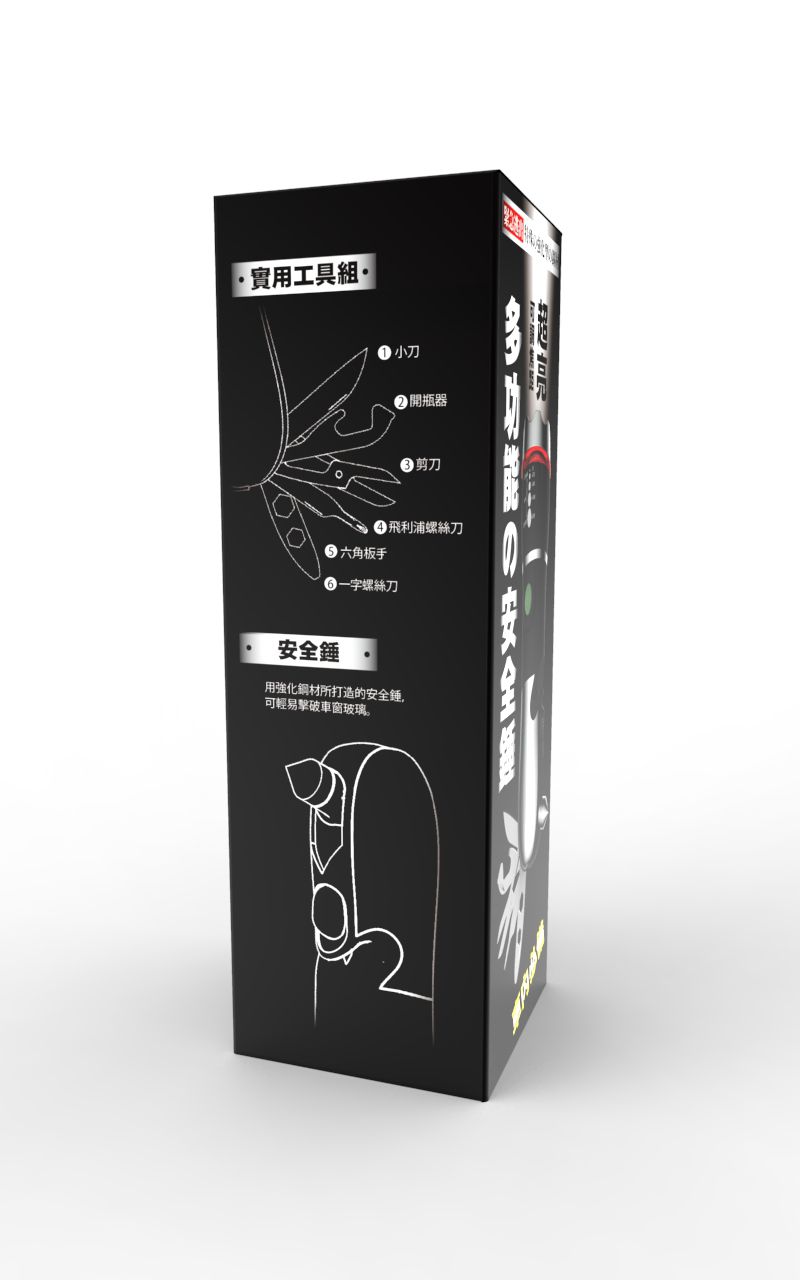 實用工具組
1 小刀
2 開瓶器
3 剪刀
4 飛利浦螺絲刀
5 六角板手
6 一字螺絲刀
安全錘
用強化鋼材所打造的安全錘,
可輕易擊破車窗玻璃。
超亮
多功能の安全錘